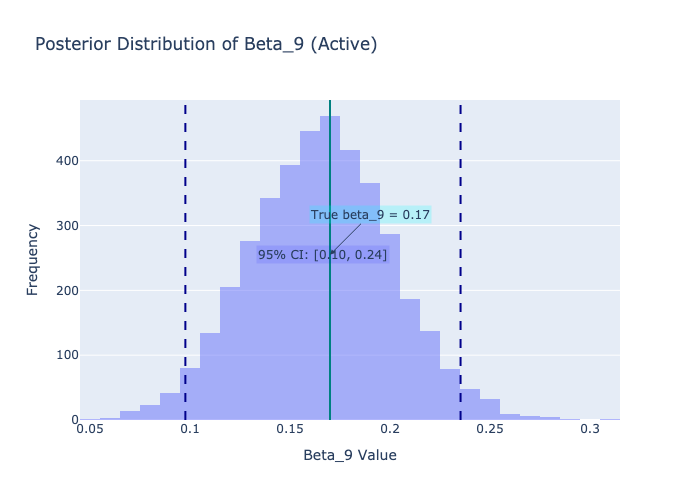 Posterior Distribution of Beta_9 (Active)
400
300
200
100
0
Frequency
True beta_9 = 0.17
95% CI: [0.10, 0.24]
0.05
0.1
0.15
0.2
0.25
0.3
Beta_9 Value